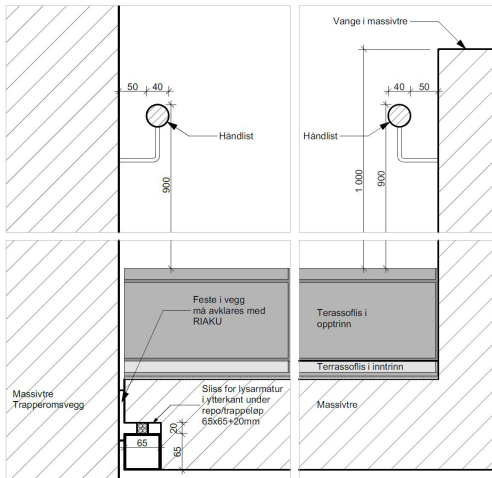 Vange i massivtre
50
40
40
50
Håndlist
Håndlist
900
1 000
900
Feste i vegg
må avklares med
RIAKU
Terassoflis i
opptrinn
Terrassoflis i inntrinn
Massivtre
Trapperomsvegg
Sliss for lysarmatur
i ytterkant under
repo/trappeløp
65x65+20mm
Massivtre
65
20
65